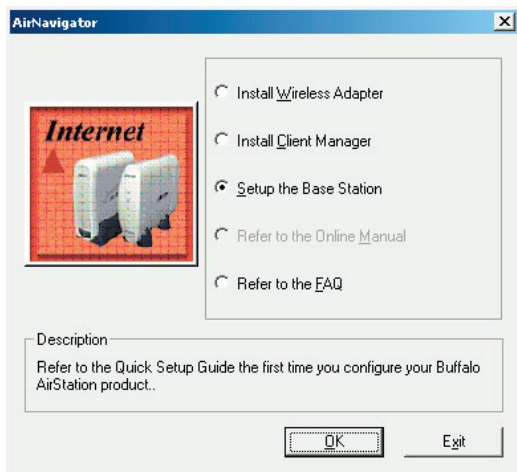 AirNavigator
Internet
Install Wireless Adapter
Install Client Manager
Setup the Base Station
Refer to the Online Manual
Refer to the FAQ
Description
Refer to the Quick Setup Guide the first time you configure your Buffalo
AirStation product..
OK
Exit